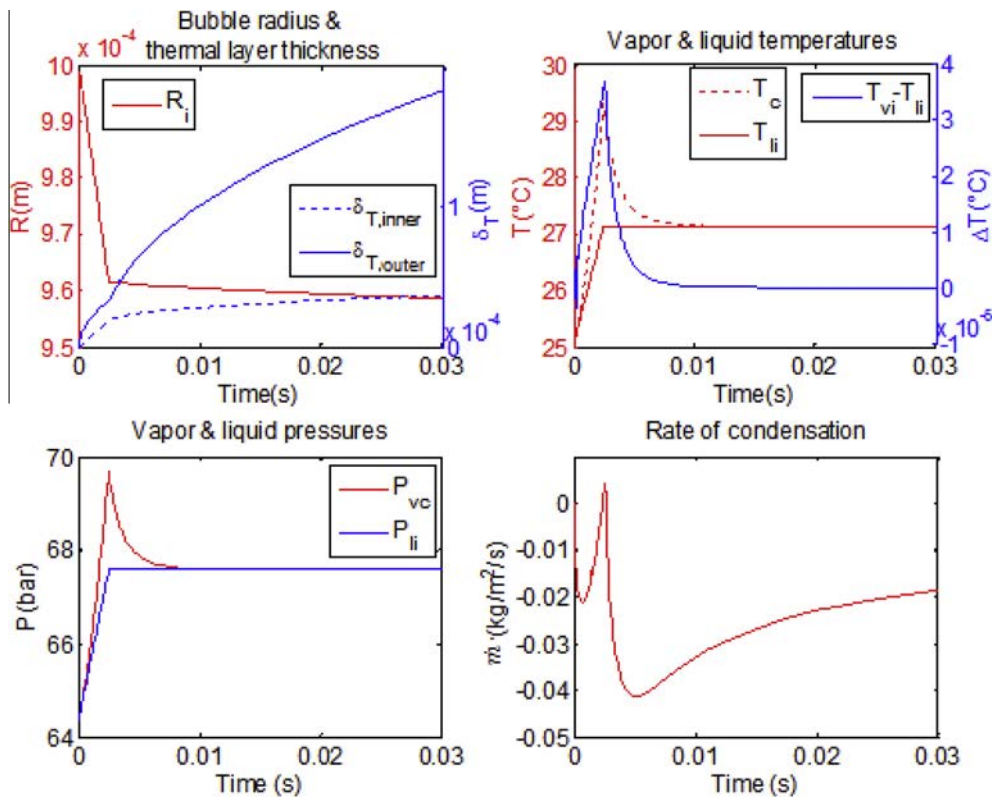 Bubble radius &
thermal layer thickness
x 10⁻⁴
10
9.9
9.8
9.7
9.6
9.5
R(m)
R_i
δ_T,inner
δ_T,outer
1
0
x 10⁻⁴
δ_T(m)
0 0.01 0.02 0.03
Time(s)
Vapor & liquid temperatures
30
29
28
27
26
25
T(°C)
T_c
T_li
T_vi-T_li
4
3
2
1
0
-1
x 10⁻⁶
ΔT(°C)
0 0.01 0.02 0.03
Time(s)
Vapor & liquid pressures
70
68
66
64
P(bar)
P_vc
P_li
0 0.01 0.02 0.03
Time (s)
Rate of condensation
0
-0.01
-0.02
-0.03
-0.04
-0.05
ṁ·(kg/m²/s)
0 0.01 0.02 0.03
Time (s)